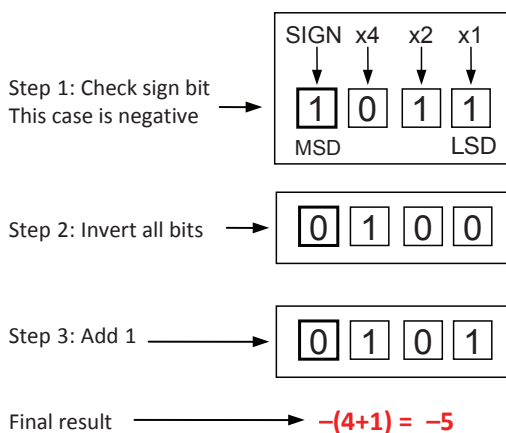 SIGN x4 x2 x1
Step 1: Check sign bit
This case is negative
1 0 1 1
MSD LSD
Step 2: Invert all bits
0 1 0 0
Step 3: Add 1
0 1 0 1
Final result
–(4+1) = –5